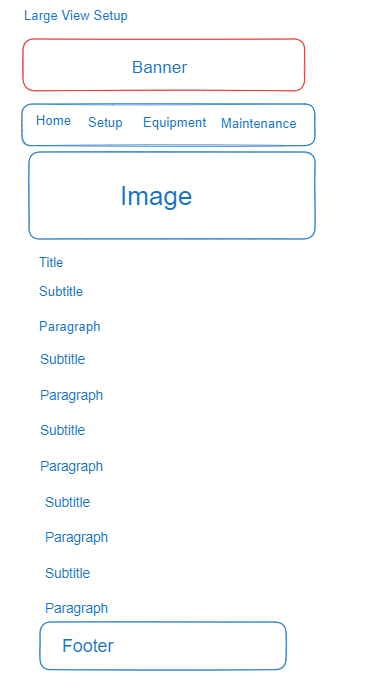 Large View Setup
Banner
Home Setup Equipment Maintenance
Image
Title
Subtitle
Paragraph
Subtitle
Paragraph
Subtitle
Paragraph
Subtitle
Paragraph
Subtitle
Paragraph
Footer